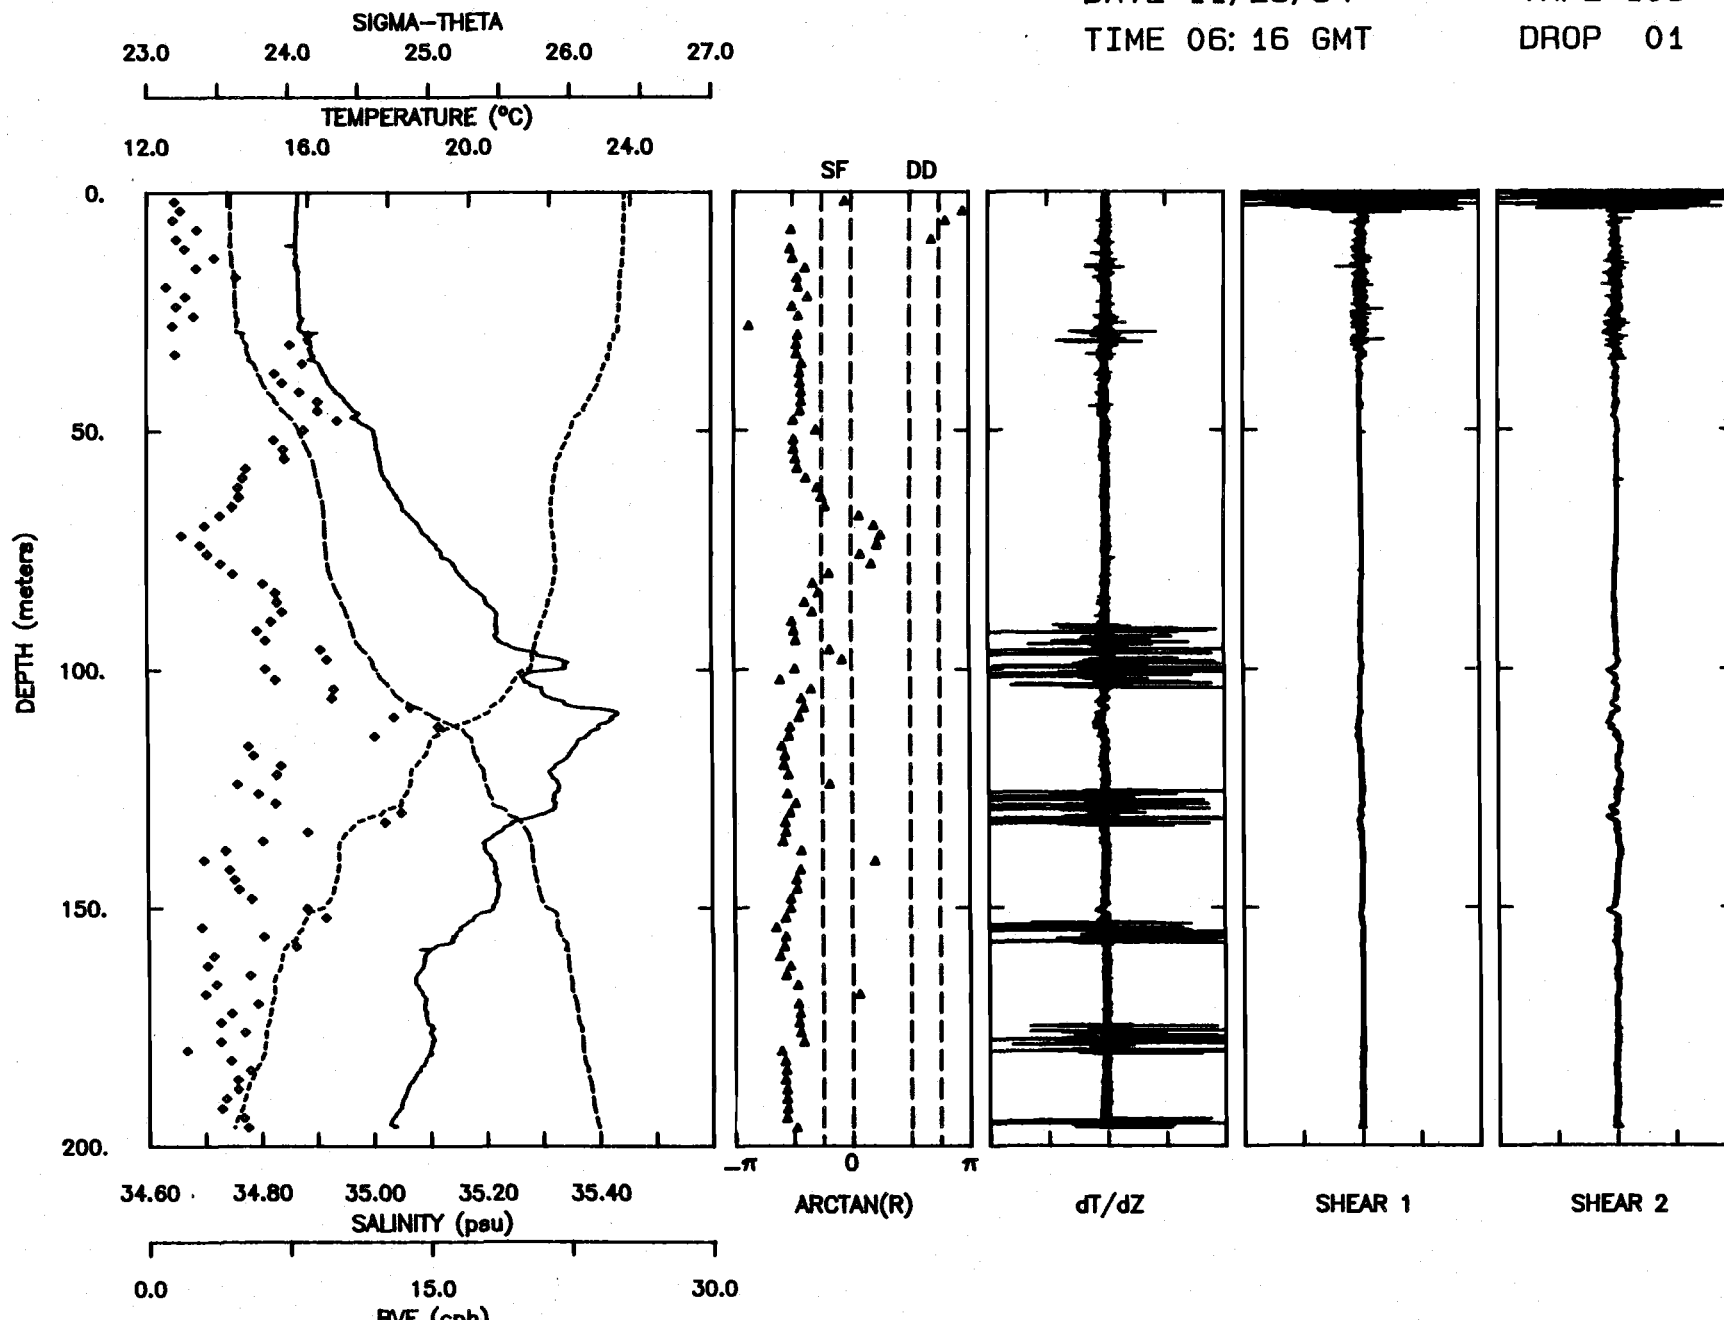 SIGMA-THETA
23.0 24.0 25.0 26.0 27.0
TIME 06:16 GMT DROP 01
TEMPERATURE (°C)
12.0 16.0 20.0 24.0
SF DD
0.
50.
100.
150.
200.
DEPTH (meters)
-π 0 π
34.60 34.80 35.00 35.20 35.40
SALINITY (psu)
ARCTAN(R) dT/dZ SHEAR 1 SHEAR 2
0.0 15.0 30.0